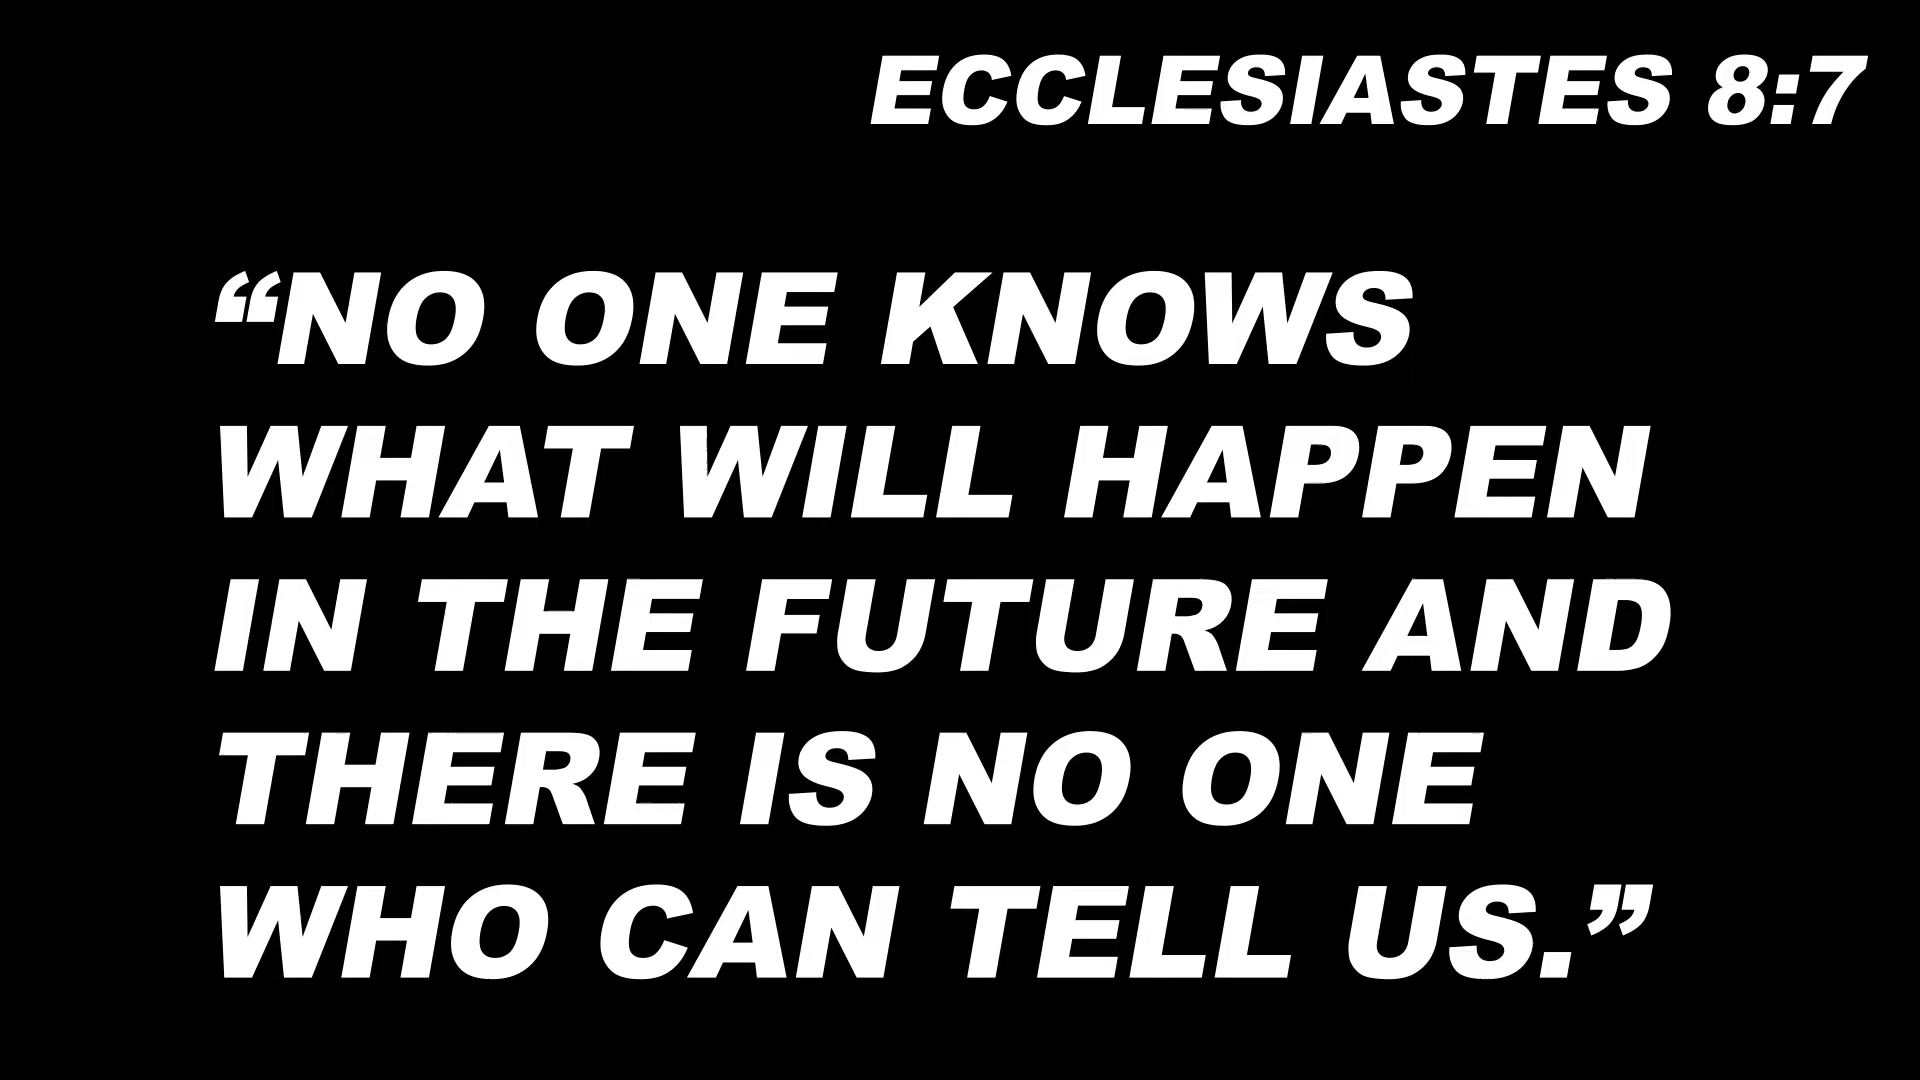 ECCLESIASTES 8:7
“NO ONE KNOWS
WHAT WILL HAPPEN
IN THE FUTURE AND
THERE IS NO ONE
WHO CAN TELL US.”